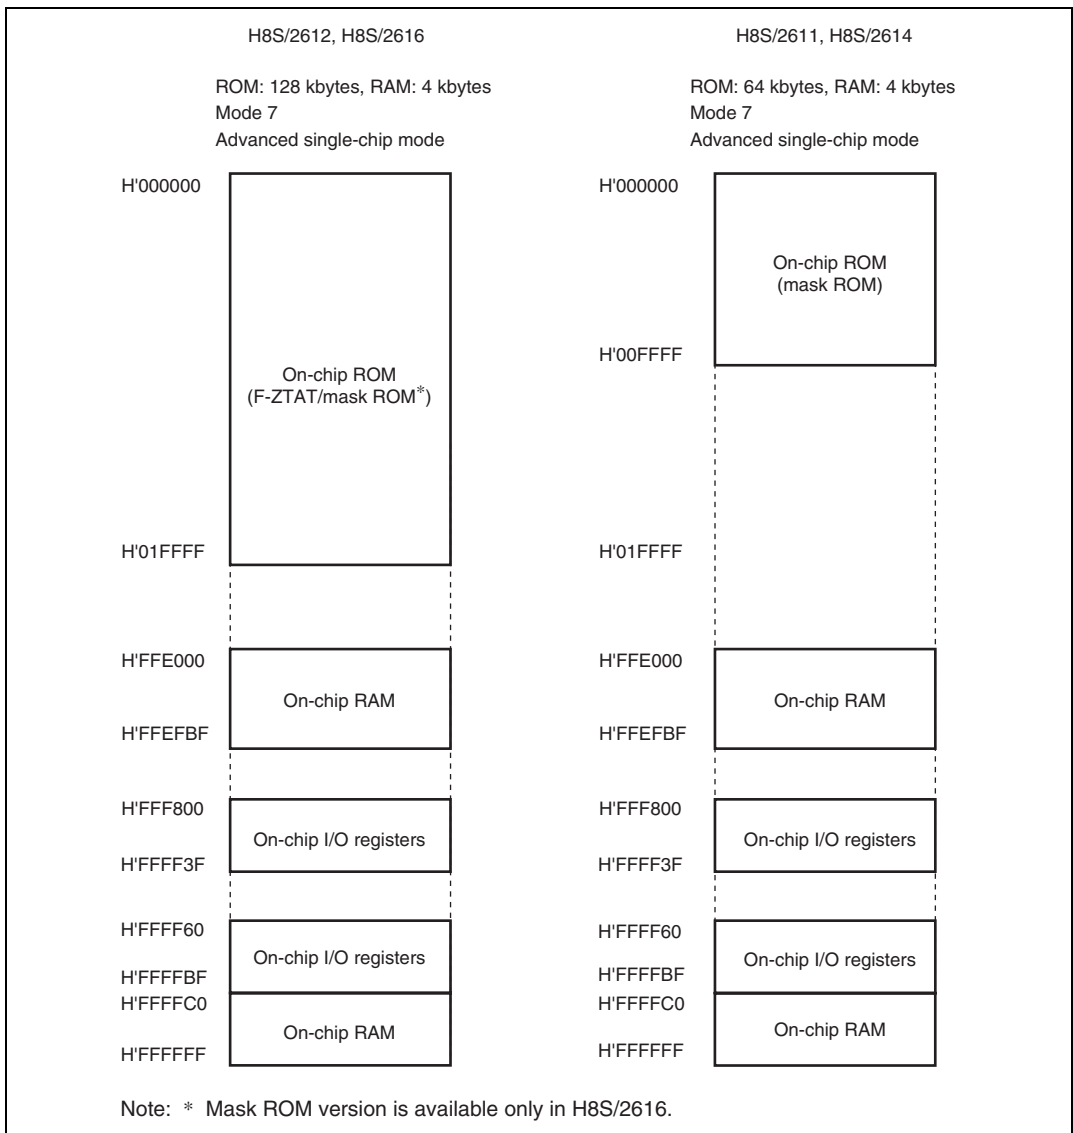 H8S/2612, H8S/2616
ROM: 128 kbytes, RAM: 4 kbytes
Mode 7
Advanced single-chip mode
H'000000
On-chip ROM
(F-ZTAT/mask ROM*)
H'01FFFF
H'FFE000
On-chip RAM
H'FFEFBF
H'FFF800
On-chip I/O registers
H'FFFF3F
H'FFFF60
On-chip I/O registers
H'FFFFBF
H'FFFFC0
On-chip RAM
H'FFFFFF
H8S/2611, H8S/2614
ROM: 64 kbytes, RAM: 4 kbytes
Mode 7
Advanced single-chip mode
H'000000
On-chip ROM
(mask ROM)
H'00FFFF
H'01FFFF
H'FFE000
On-chip RAM
H'FFEFBF
H'FFF800
On-chip I/O registers
H'FFFF3F
H'FFFF60
On-chip I/O registers
H'FFFFBF
H'FFFFC0
On-chip RAM
H'FFFFFF
Note: * Mask ROM version is available only in H8S/2616.